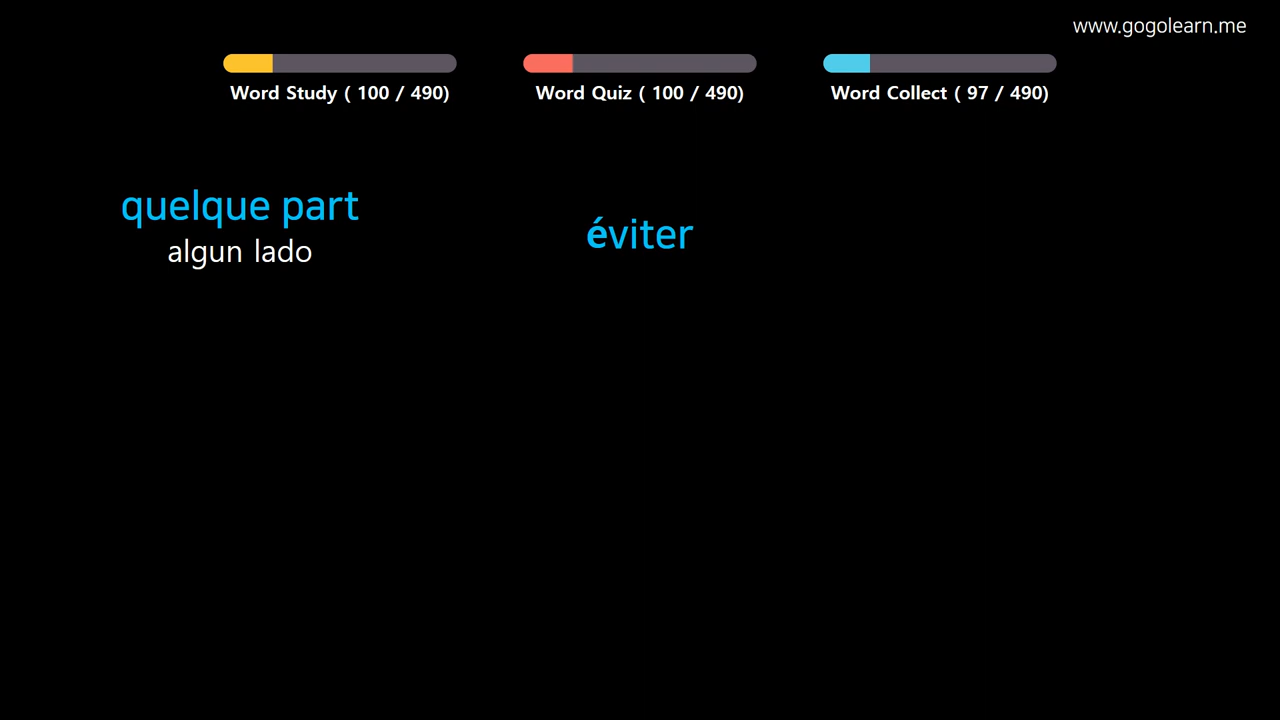 www.gogolearn.me
Word Study ( 100 / 490)
Word Quiz ( 100 / 490)
Word Collect ( 97 / 490)
quelque part
algun lado
éviter